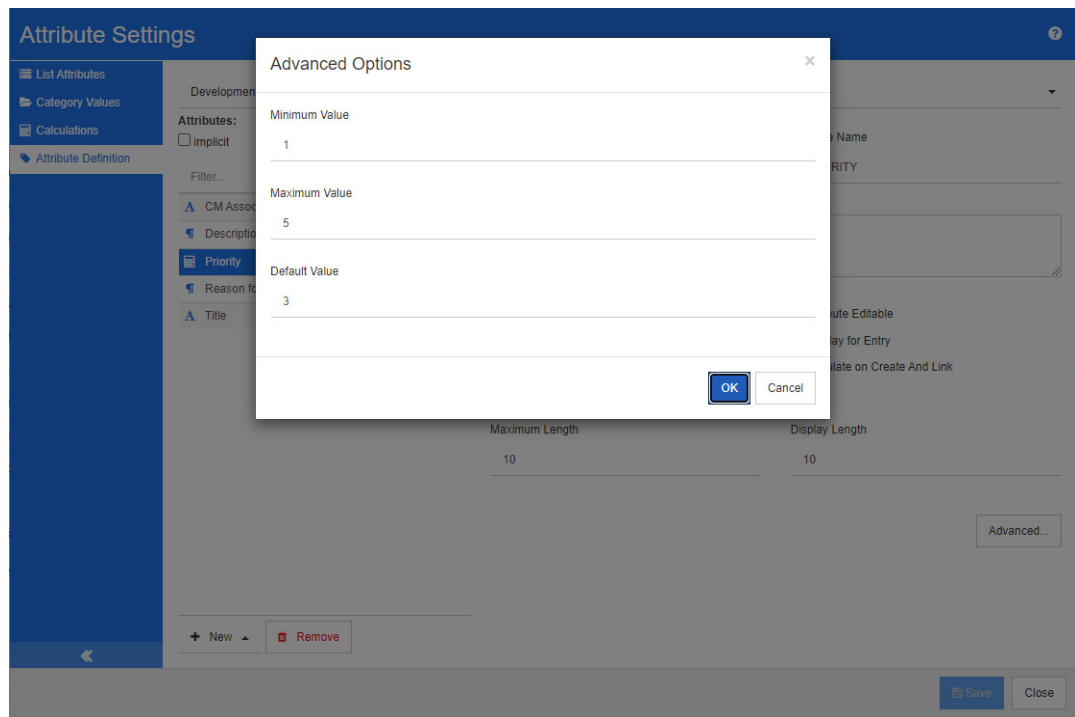 Attribute Settings
List Attributes
Category Values
Calculations
Attribute Definition
Developmen
Attributes:
implicit
Filter...
CM Assoc
Descriptio
Priority
Reason fo
Title
Advanced Options
×
Minimum Value
1
Maximum Value
5
Default Value
3
OK
Cancel
Name
RITY
ute Editable
ay for Entry
late on Create And Link
Maximum Length
10
Display Length
10
Advanced...
+ New
Remove
Save
Close